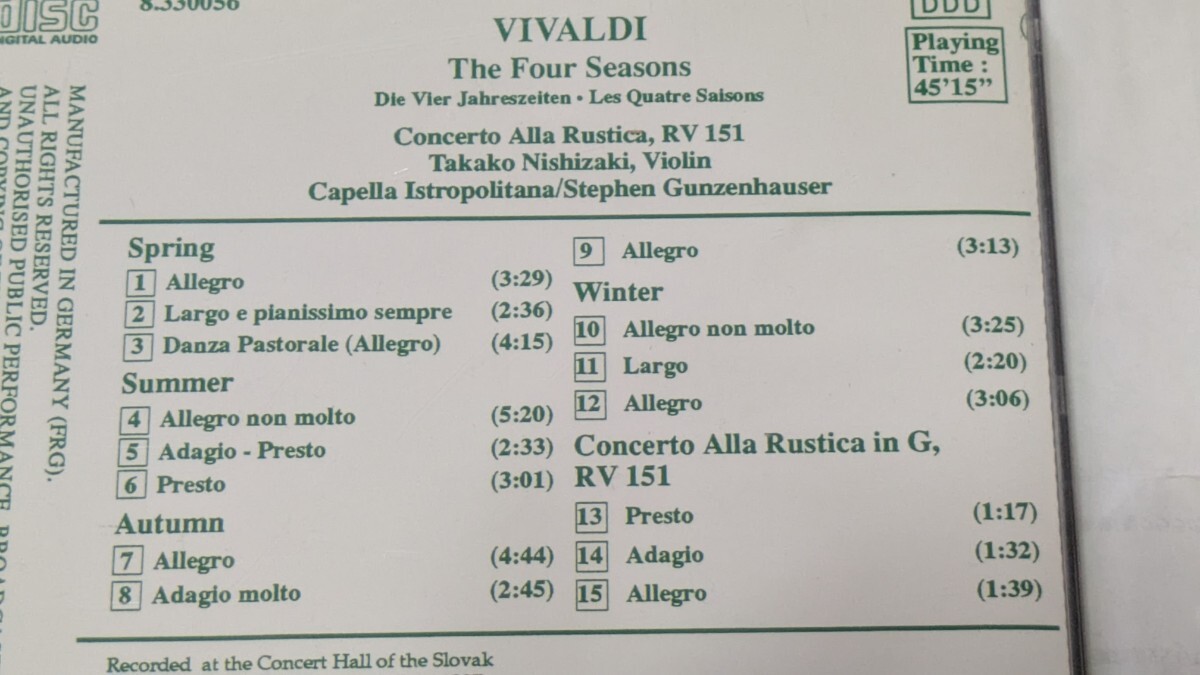 DISC
DIGITAL AUDIO
8.550056
VIVALDI
The Four Seasons
Die Vier Jahreszeiten • Les Quatre Saisons
Concerto Alla Rustica, RV 151
Takako Nishizaki, Violin
Capella Istropolitana/Stephen Gunzenhauser
DDD
Playing
Time :
45'15”
Spring
1 Allegro (3:29)
2 Largo e pianissimo sempre (2:36)
3 Danza Pastorale (Allegro) (4:15)
Summer
4 Allegro non molto (5:20)
5 Adagio - Presto (2:33)
6 Presto (3:01)
Autumn
7 Allegro (4:44)
8 Adagio molto (2:45)
9 Allegro (3:13)
Winter
10 Allegro non molto (3:25)
11 Largo (2:20)
12 Allegro (3:06)
Concerto Alla Rustica in G,
RV 151
13 Presto (1:17)
14 Adagio (1:32)
15 Allegro (1:39)
Recorded at the Concert Hall of the Slovak
MANUFACTURED IN GERMANY (FRG).
ALL RIGHTS RESERVED.
UNAUTHORISED PUBLIC PERFORMANCE, BROADCAST
AND COPYING OF